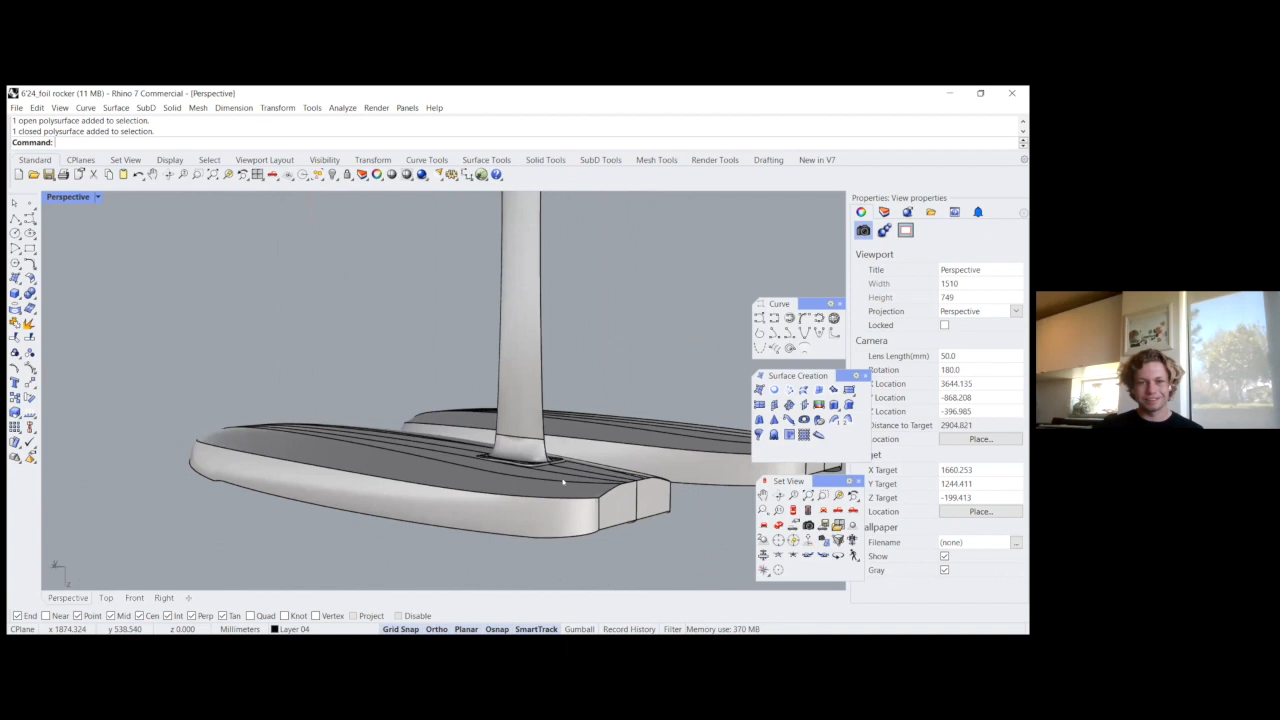 6'24_foil rocker (11 MB) - Rhino 7 Commercial - [Perspective]
File Edit View Curve Surface SubD Solid Mesh Dimension Transform Tools Analyze Render Panels Help
1 open polysurface added to selection.
1 closed polysurface added to selection.
Command:
Standard CPlanes Set View Display Select Viewport Layout Visibility Transform Curve Tools Surface Tools Solid Tools SubD Tools Mesh Tools Render Tools Drafting New in V7
Perspective
Properties: View properties
Viewport
Title Perspective
Width 1510
Height 749
Projection Perspective
Locked
Camera
Lens Length(mm) 50.0
Rotation 180.0
X Location 3644.135
Y Location -868.208
Z Location -396.985
Distance to Target 2904.821
Location Place...
Curve
Surface Creation
Set View
get
X Target 1660.253
Y Target 1244.411
Z Target -199.413
Location Place...
allpaper
Filename (none) ...
Show
Gray
Perspective Top Front Right
End Near Point Mid Cen Int Perp Tan Quad Knot Vertex Project Disable
CPlane x 1874.324 y 538.540 z 0.000 Millimeters Layer 04 Grid Snap Ortho Planar Osnap SmartTrack Gumball Record History Filter Memory use: 370 MB